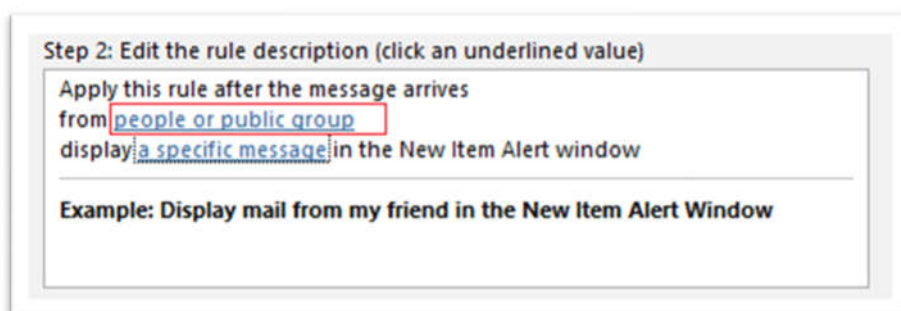 Step 2: Edit the rule description (click an underlined value)
Apply this rule after the message arrives
from people or public group
display a specific message in the New Item Alert window
Example: Display mail from my friend in the New Item Alert Window